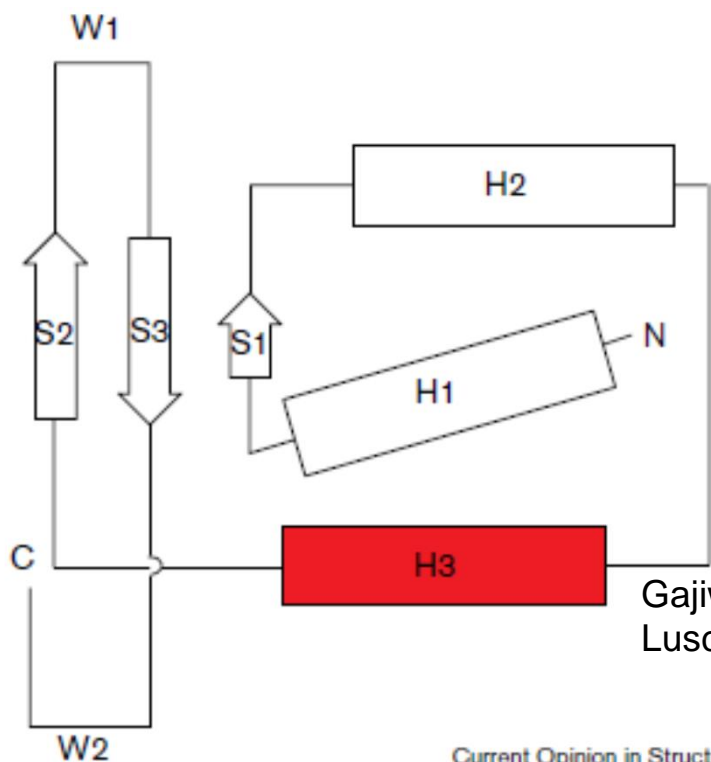 W1
H2
S2
S3
S1
N
H1
C
H3
W2
Current Opinion in Struct